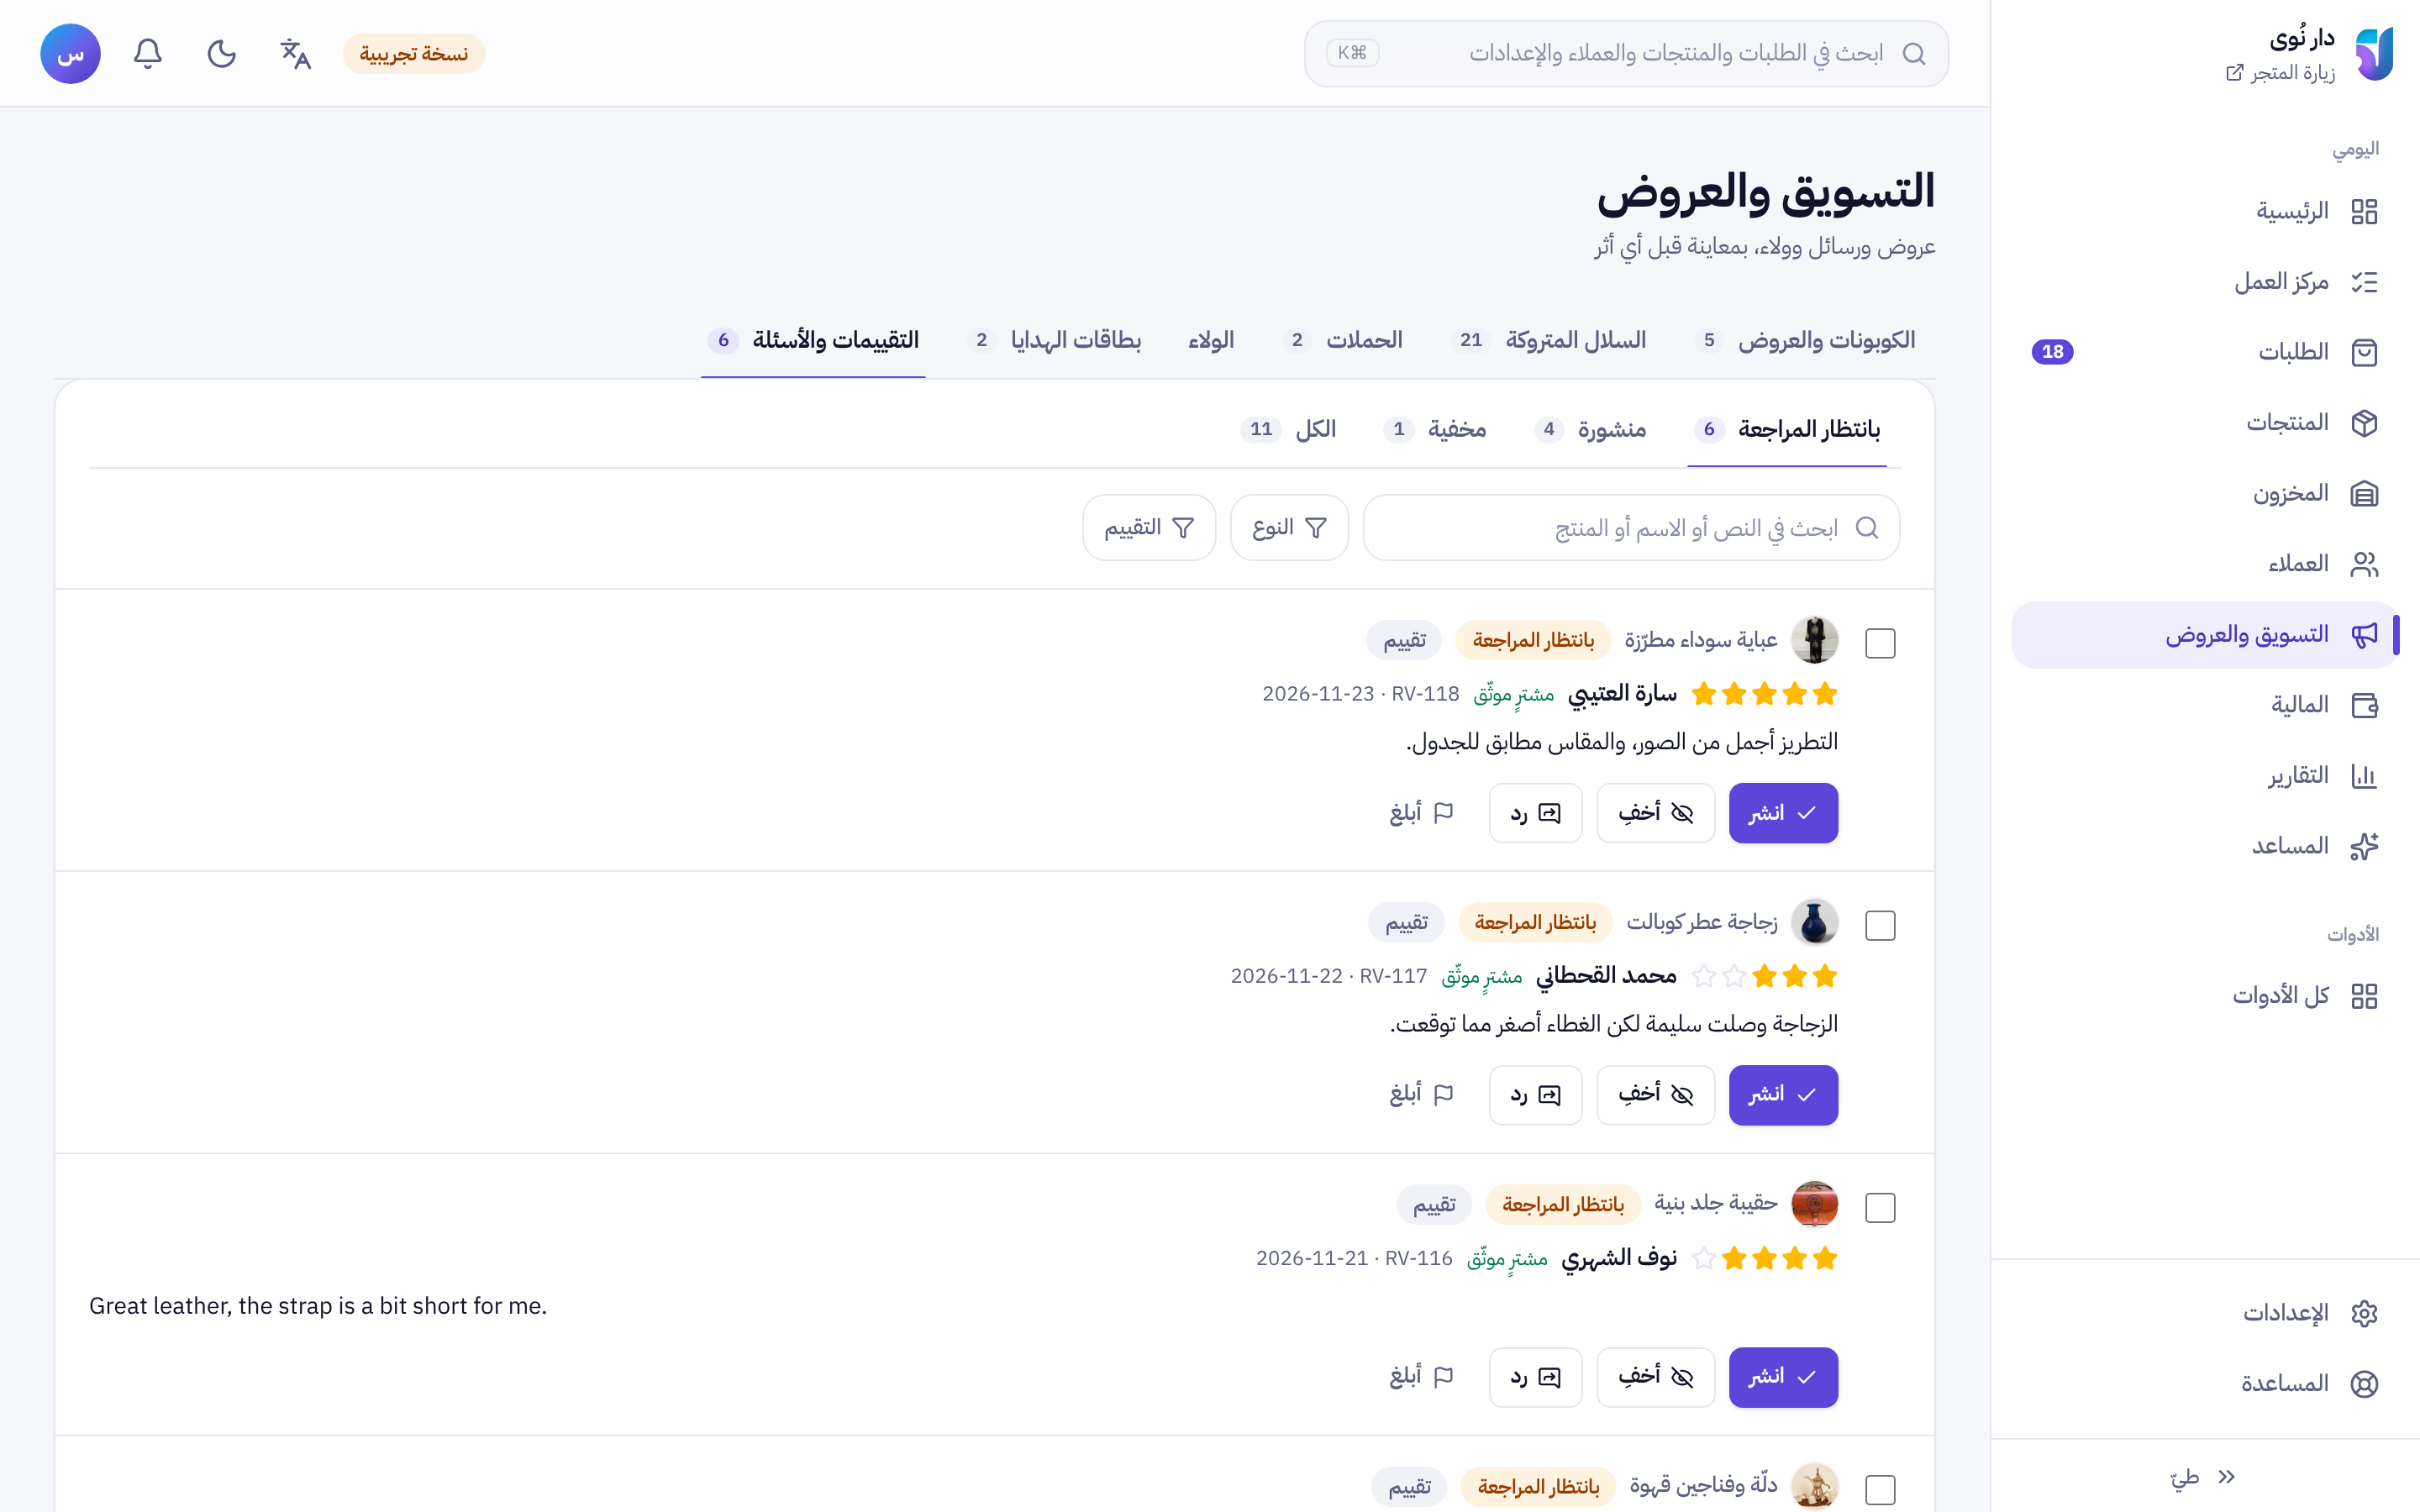 دار نُوى
زيارة المتجر
ابحث في الطلبات والمنتجات والعملاء والإعدادات
⌘K
نسخة تجريبية
س
اليومي
الرئيسية
مركز العمل
الطلبات 18
المنتجات
المخزون
العملاء
التسويق والعروض
المالية
التقارير
المساعد
الأدوات
كل الأدوات
الإعدادات
المساعدة
طيّ
التسويق والعروض
عروض ورسائل وولاء، بمعاينة قبل أي أثر
الكوبونات والعروض 5 السلال المتروكة 21 الحملات 2 الولاء بطاقات الهدايا 2 التقييمات والأسئلة 6
بانتظار المراجعة 6 منشورة 4 مخفية 1 الكل 11
ابحث في النص أو الاسم أو المنتج النوع التقييم
عباية سوداء مطرّزة بانتظار المراجعة تقييم
سارة العتيبي مشترٍ موثّق RV-118 · 2026-11-23
التطريز أجمل من الصور، والمقاس مطابق للجدول.
انشر أخفِ رد أبلغ
زجاجة عطر كوبالت بانتظار المراجعة تقييم
محمد القحطاني مشترٍ موثّق RV-117 · 2026-11-22
الزجاجة وصلت سليمة لكن الغطاء أصغر مما توقعت.
انشر أخفِ رد أبلغ
حقيبة جلد بنية بانتظار المراجعة تقييم
نوف الشهري مشترٍ موثّق RV-116 · 2026-11-21
Great leather, the strap is a bit short for me.
انشر أخفِ رد أبلغ
دلّة وفناجين قهوة بانتظار المراجعة تقييم